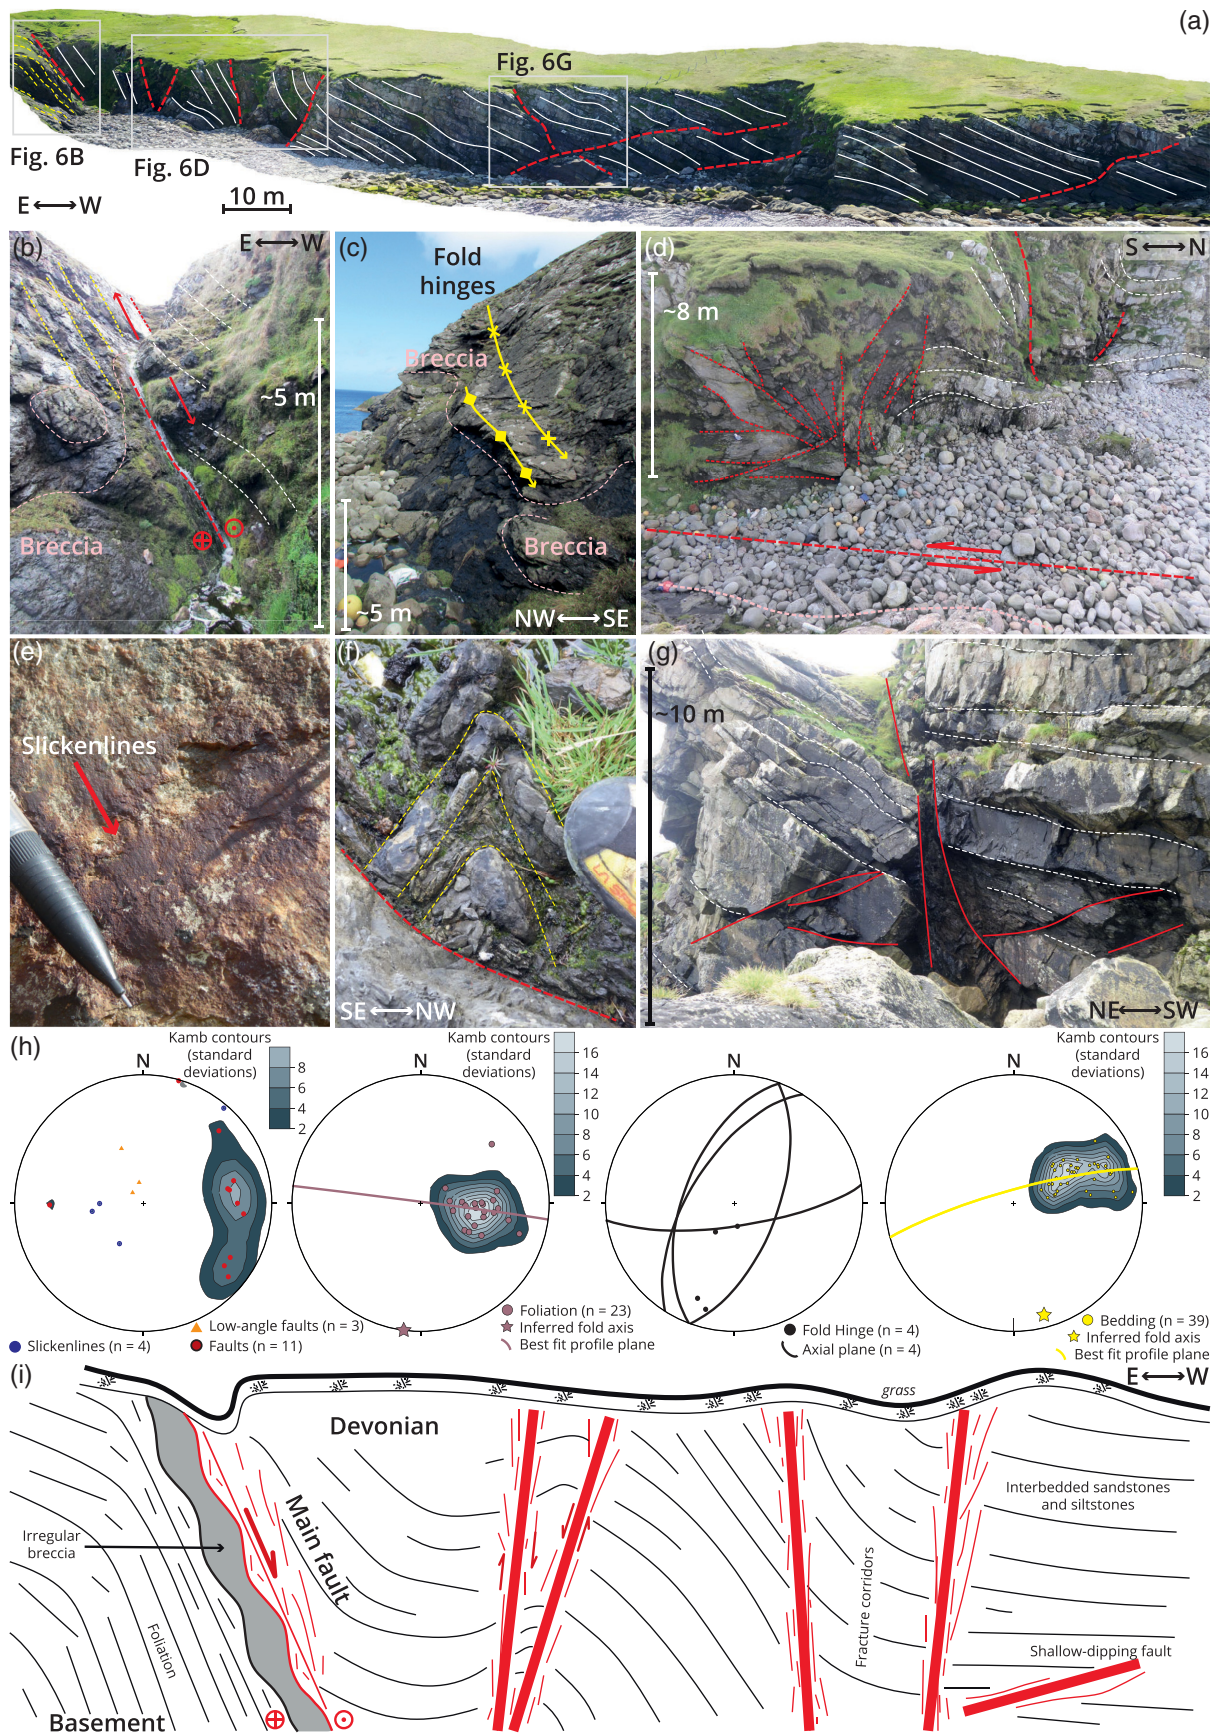 (a)
Fig. 6G
Fig. 6B
Fig. 6D
E W
10 m
(b)
E W
~5 m
Breccia
(c)
Fold
hinges
Breccia
Breccia
~5 m
NW SE
(d)
S N
~8 m
(e)
Slickenlines
(f)
SE NW
(g)
~10 m
NE SW
(h)
Kamb contours
(standard
deviations)
N
8
6
4
2
Low-angle faults (n = 3)
Slickenlines (n = 4)
Faults (n = 11)
Kamb contours
(standard
deviations)
N
16
14
12
10
8
6
4
2
Foliation (n = 23)
Inferred fold axis
Best fit profile plane
N
Fold Hinge (n = 4)
Axial plane (n = 4)
Kamb contours
(standard
deviations)
N
16
14
12
10
8
6
4
2
Bedding (n = 39)
Inferred fold axis
Best fit profile plane
(i)
E W
grass
Devonian
Interbedded sandstones
and siltstones
Irregular
breccia
Main fault
Foliation
Fracture corridors
Shallow-dipping fault
Basement